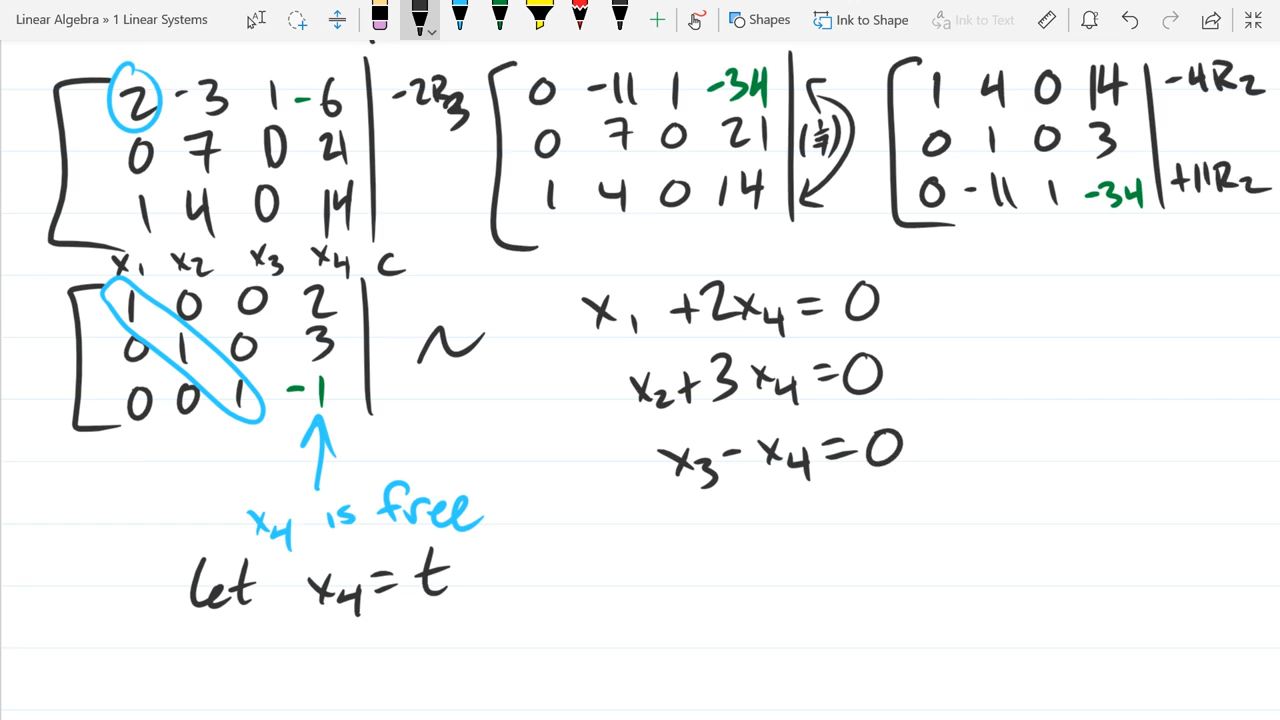 Linear Algebra » 1 Linear Systems
Shapes
Ink to Shape
Ink to Text
2 -3 1 -6 -2R3
0 7 0 21
1 4 0 14
0 -11 1 -34
0 7 0 21 (1/7)
1 4 0 14
1 4 0 14 -4R2
0 1 0 3
0 -11 1 -34 +11R2
x1 x2 x3 x4 C
1 0 0 2
0 1 0 3 ~
0 0 1 -1
x1 +2x4 = 0
x2 + 3x4 = 0
x3 - x4 = 0
x4 is free
let x4 = t